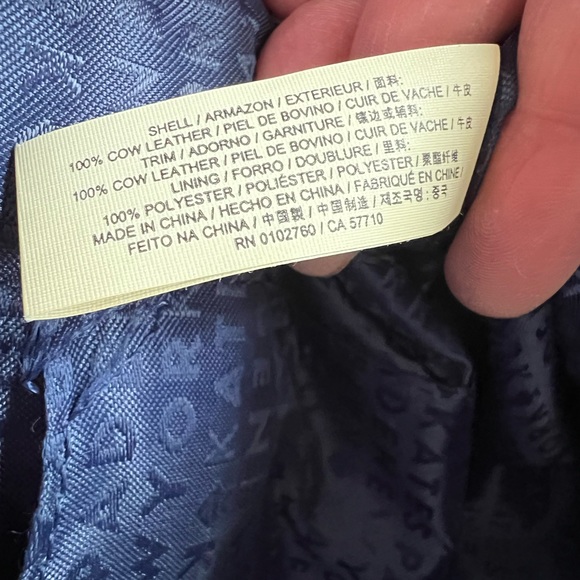 SHELL / ARMAZON / EXTERIEUR / 面料:
100% COW LEATHER / PIEL DE BOVINO / CUIR DE VACHE / 牛皮
TRIM / ADORNO / GARNITURE / 镶边或辅料:
100% COW LEATHER / PIEL DE BOVINO / CUIR DE VACHE / 牛皮
LINING / FORRO / DOUBLURE / 里料:
100% POLYESTER / POLIÉSTER / POLYESTER / 聚酯纤维
MADE IN CHINA / HECHO EN CHINA / FABRIQUÉ EN CHINE /
FEITO NA CHINA / 中國製 / 中国制造 / 제조국명: 중국
RN 0102760 / CA 57710